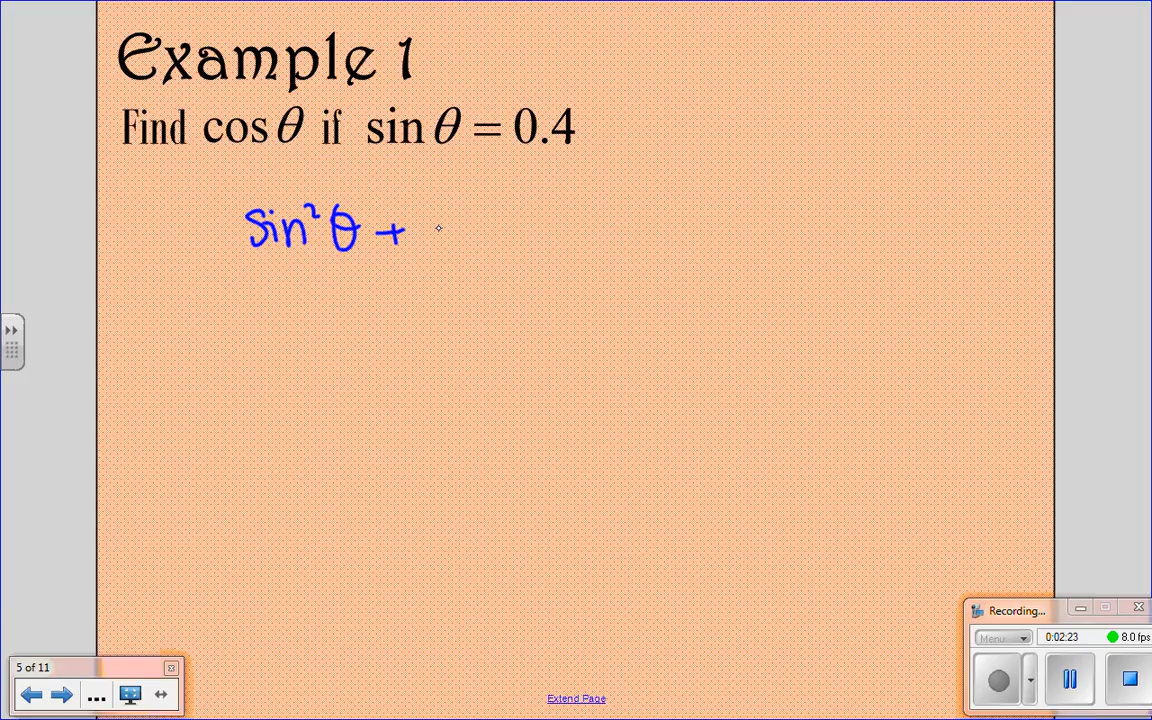 Example 1
Find cos θ if sin θ = 0.4
sin² θ +
Recording...
Menu
0:02:23 8.0 fps
5 of 11
...
Extend Page